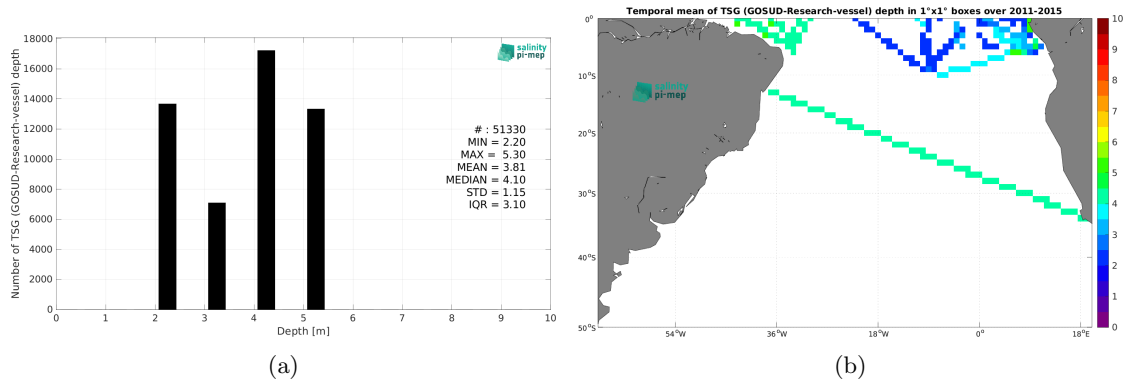 Number of TSG (GOSUD-Research-vessel) depth
18000
16000
14000
12000
10000
8000
6000
4000
2000
0
0 1 2 3 4 5 6 7 8 9 10
Depth [m]
salinity
pi-mep
# : 51330
MIN = 2.20
MAX = 5.30
MEAN = 3.81
MEDIAN = 4.10
STD = 1.15
IQR = 3.10
(a)
Temporal mean of TSG (GOSUD-Research-vessel) depth in 1°x1° boxes over 2011-2015
0°
10°S
20°S
30°S
40°S
50°S
54°W 36°W 18°W 0° 18°E
salinity
pi-mep
10
9
8
7
6
5
4
3
2
1
0
(b)